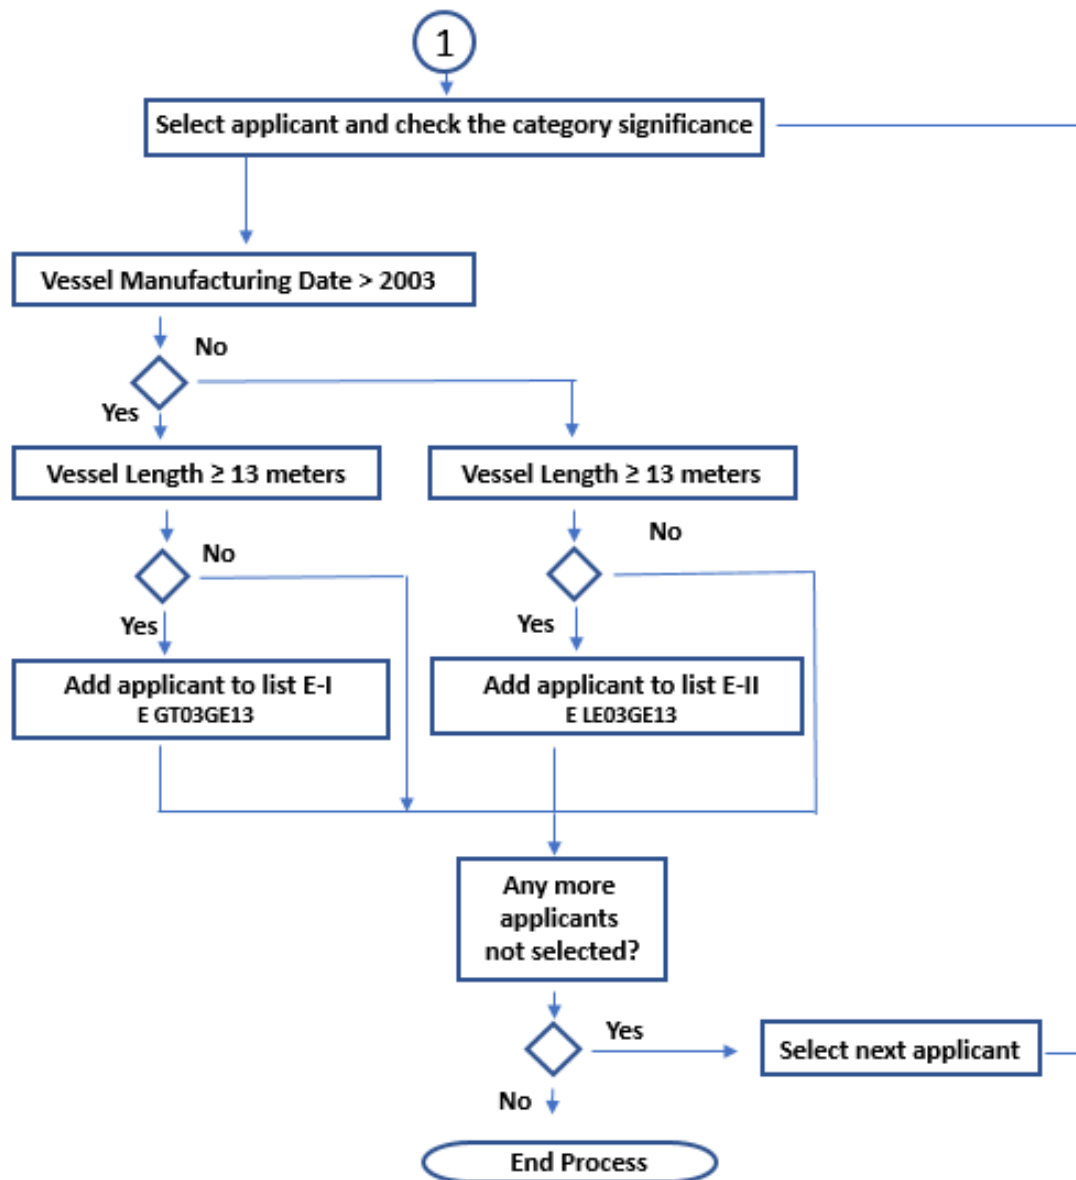 1
Select applicant and check the category significance
Vessel Manufacturing Date > 2003
No
Yes
Vessel Length ≥ 13 meters
Vessel Length ≥ 13 meters
No
No
Yes
Yes
Add applicant to list E-I
E GT03GE13
Add applicant to list E-II
E LE03GE13
Any more
applicants
not selected?
Yes
Select next applicant
No
End Process